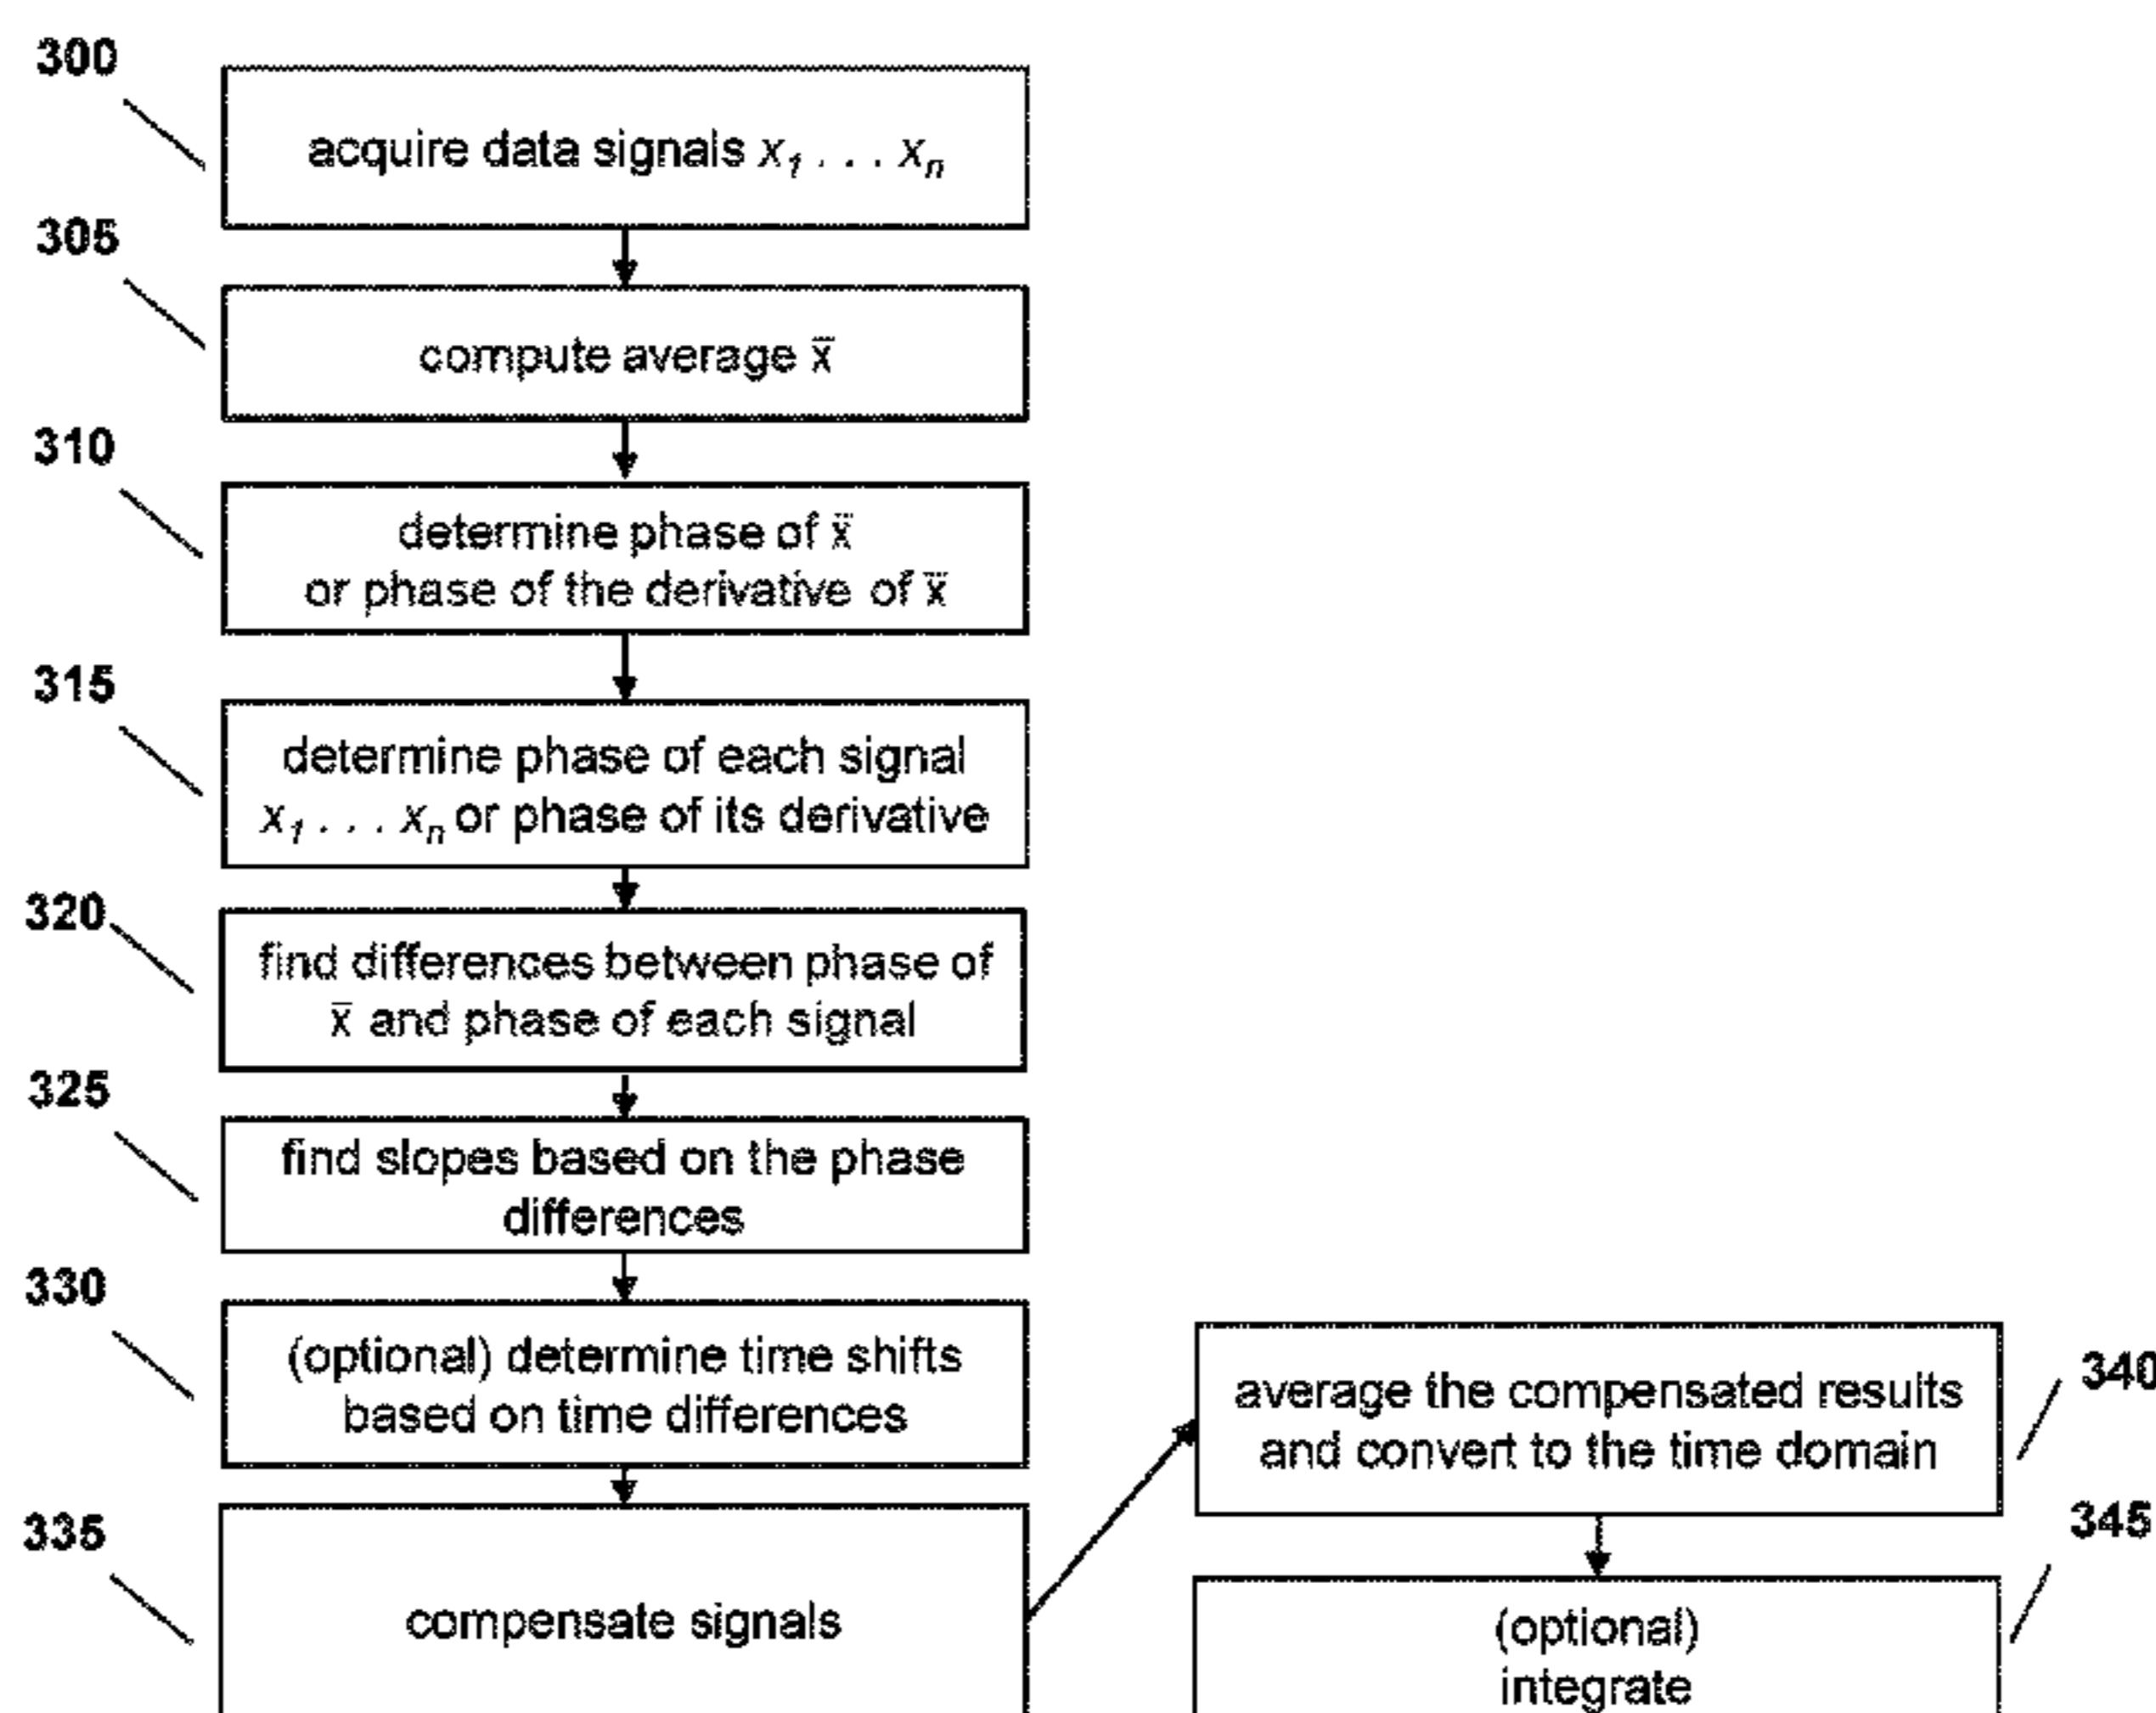 300
acquire data signals x₁ . . . xₙ
305
compute average x̄
310
determine phase of x̄
or phase of the derivative of x̄
315
determine phase of each signal
x₁ . . . xₙ or phase of its derivative
320
find differences between phase of
x̄ and phase of each signal
325
find slopes based on the phase
differences
330
(optional) determine time shifts
based on time differences
335
compensate signals
340
average the compensated results
and convert to the time domain
345
(optional)
integrate